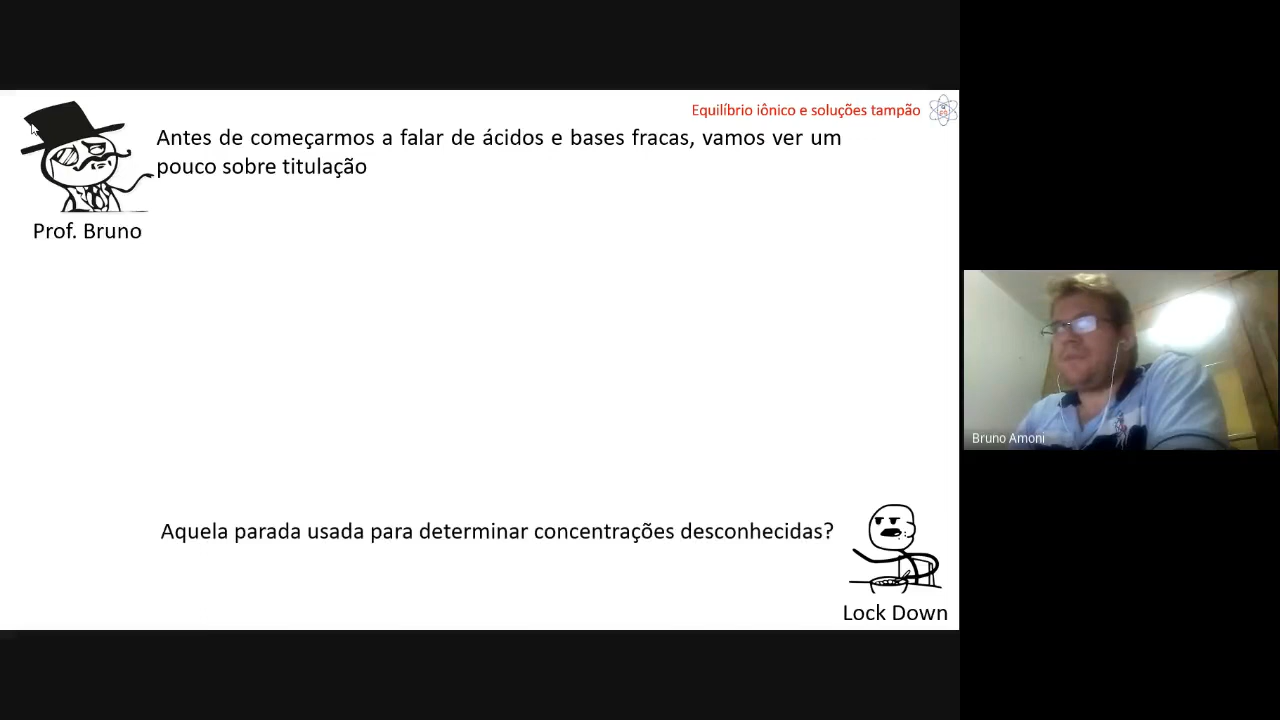 Equilíbrio iônico e soluções tampão
Antes de começarmos a falar de ácidos e bases fracas, vamos ver um
pouco sobre titulação
Prof. Bruno
Bruno Amoni
Aquela parada usada para determinar concentrações desconhecidas?
Lock Down